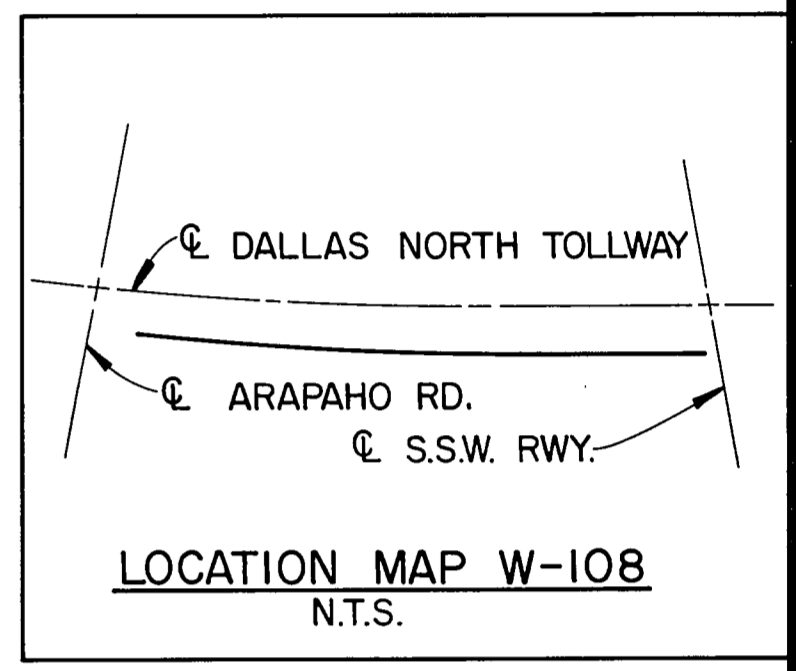 ℄ DALLAS NORTH TOLLWAY
℄ ARAPAHO RD.
℄ S.S.W. RWY.
LOCATION MAP W-108
N.T.S.